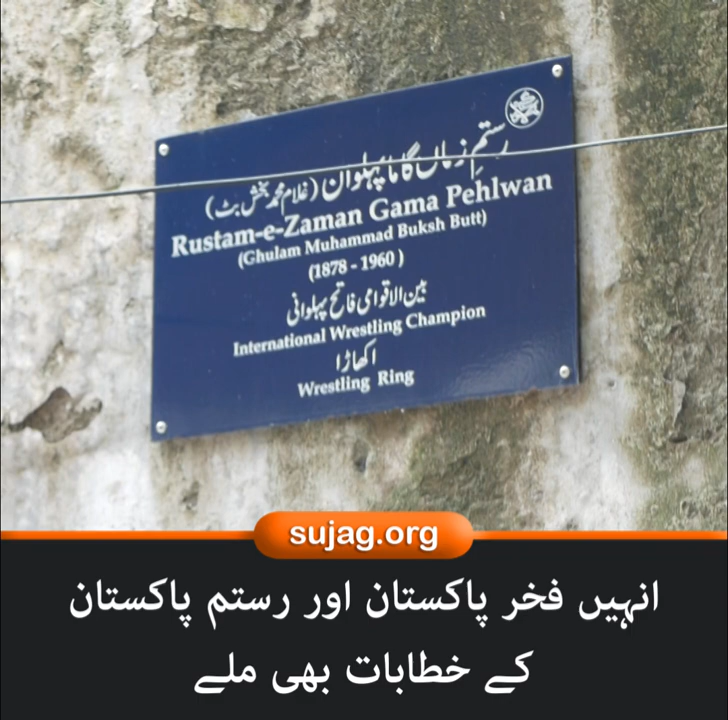 رستمِ زماں گاما پہلوان (غلام محمد بخش بٹ)
Rustam-e-Zaman Gama Pehlwan
(Ghulam Muhammad Buksh Butt)
(1878 - 1960 )
بین الاقوامی فاتح پہلوانی
International Wrestling Champion
اکھاڑا
Wrestling Ring
sujag.org
انہیں فخر پاکستان اور رستم پاکستان
کے خطابات بھی ملے